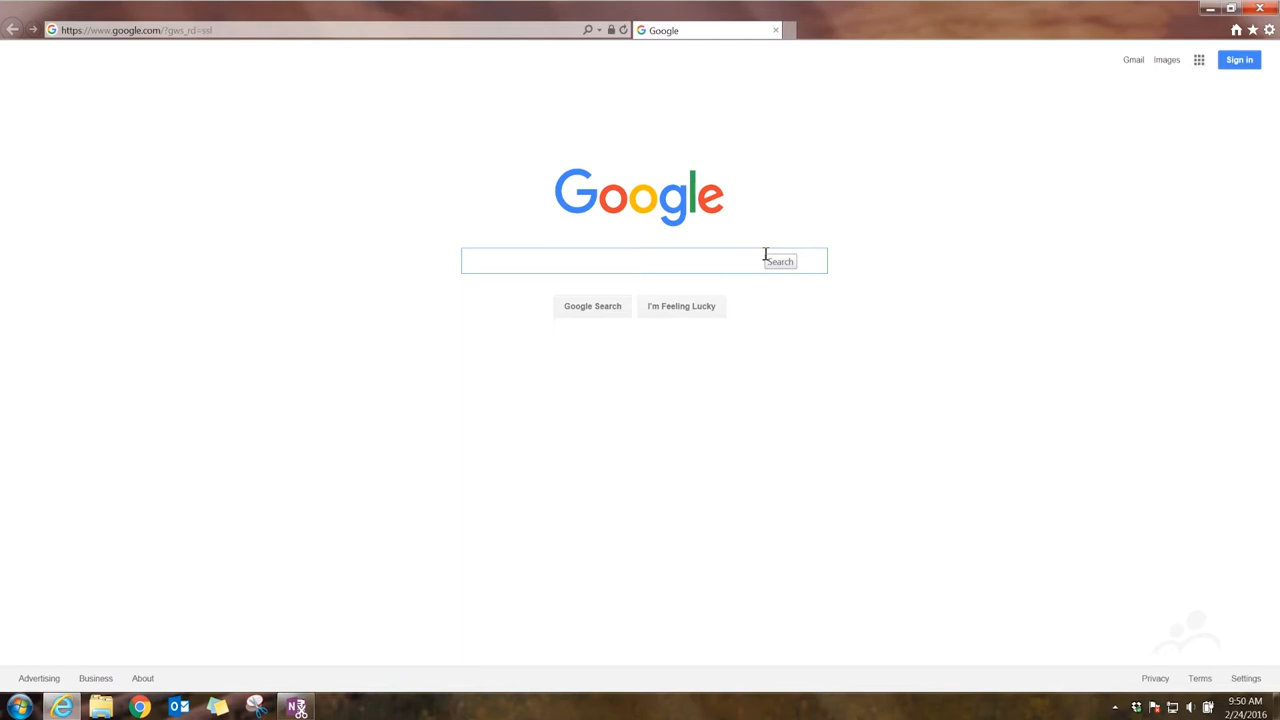 https://www.google.com/?gws_rd=ssl
Google
Gmail Images Sign in
Google
Search
Google Search I'm Feeling Lucky
Advertising Business About Privacy Terms Settings
9:50 AM
2/24/2016